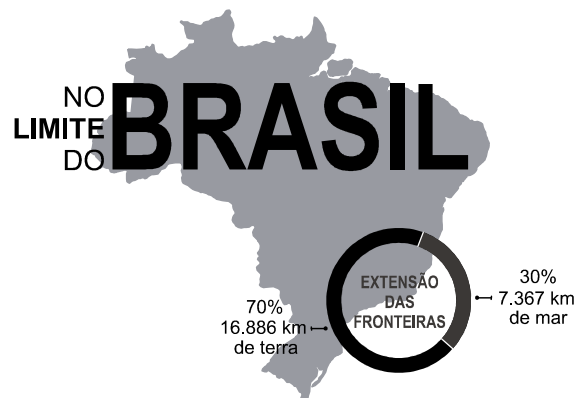 NO
LIMITE
DO
BRASIL
EXTENSÃO
DAS
FRONTEIRAS
30%
7.367 km
de mar
70%
16.886 km
de terra